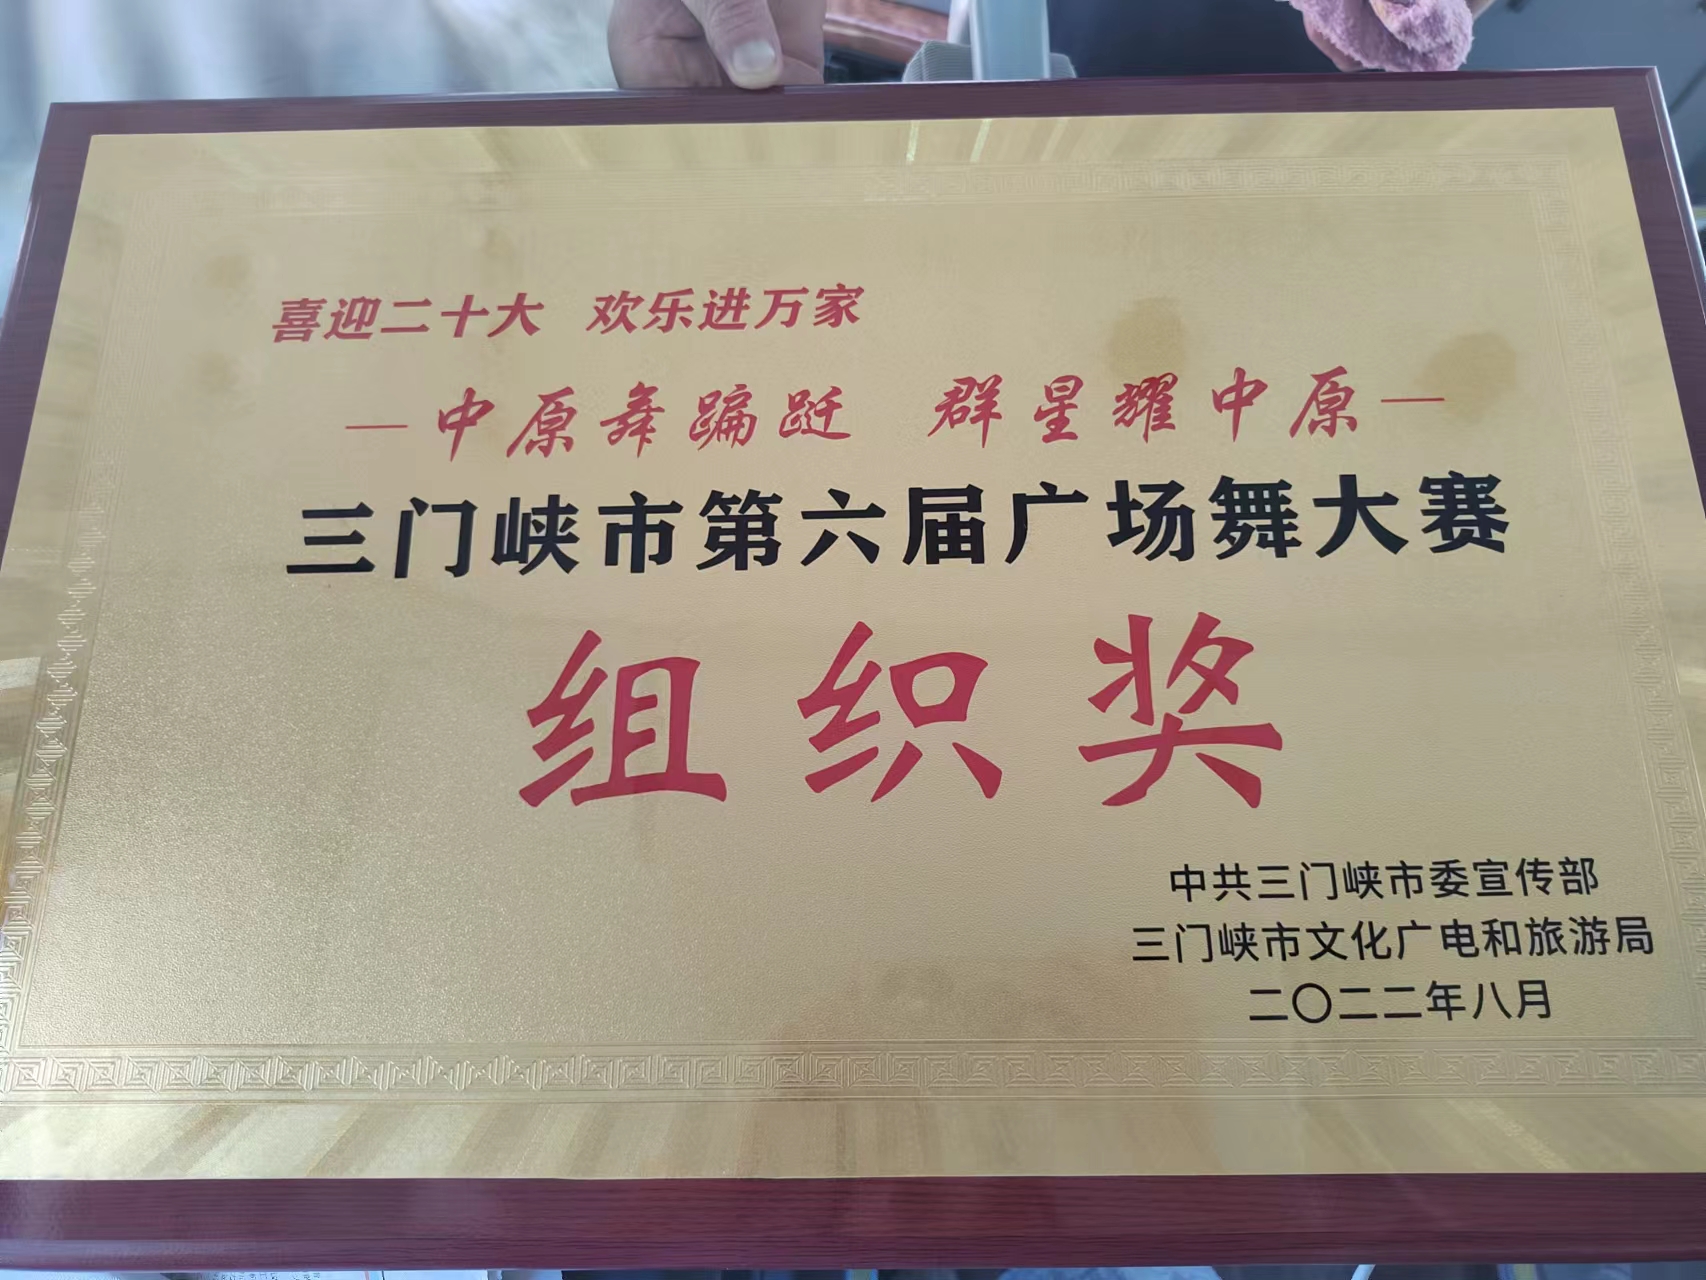 喜迎二十大 欢乐进万家
—中原舞蹁跹 群星耀中原—
三门峡市第六届广场舞大赛
组织奖
中共三门峡市委宣传部
三门峡市文化广电和旅游局
二〇二二年八月